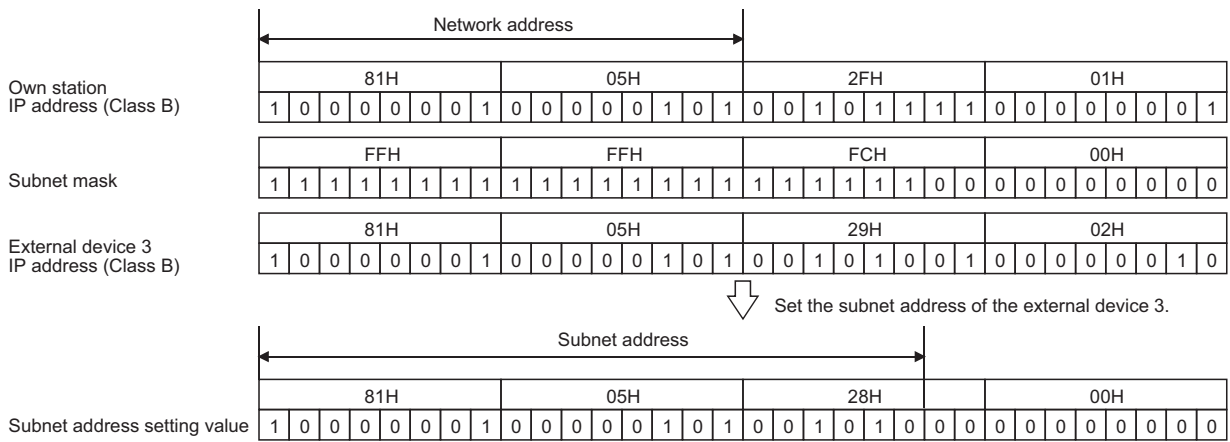 Network address
Own station
IP address (Class B)
81H 05H 2FH 01H
1 0 0 0 0 0 0 1 0 0 0 0 0 1 0 1 0 0 1 0 1 1 1 1 0 0 0 0 0 0 0 1
Subnet mask
FFH FFH FCH 00H
1 1 1 1 1 1 1 1 1 1 1 1 1 1 1 1 1 1 1 1 1 1 0 0 0 0 0 0 0 0 0 0
External device 3
IP address (Class B)
81H 05H 29H 02H
1 0 0 0 0 0 0 1 0 0 0 0 0 1 0 1 0 0 1 0 1 0 0 1 0 0 0 0 0 0 1 0
Set the subnet address of the external device 3.
Subnet address
81H 05H 28H 00H
Subnet address setting value 1 0 0 0 0 0 0 1 0 0 0 0 0 1 0 1 0 0 1 0 1 0 0 0 0 0 0 0 0 0 0 0